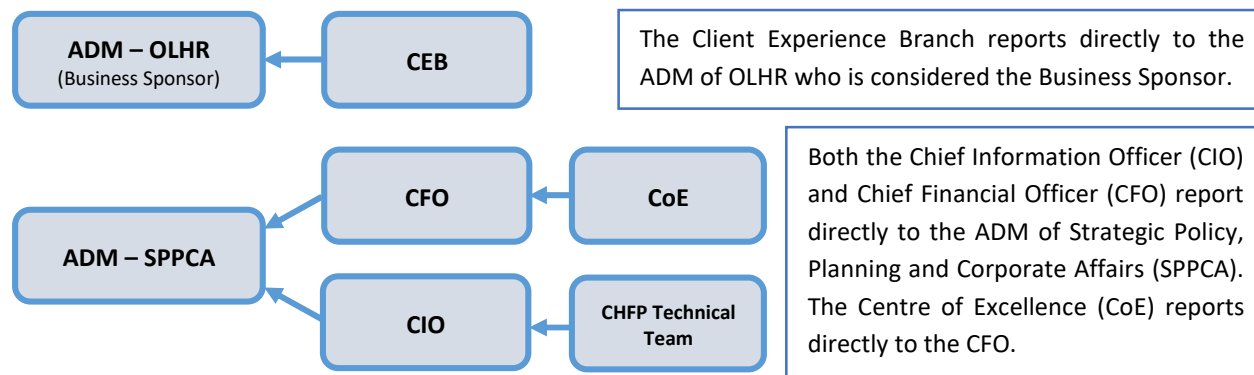 ADM – OLHR
(Business Sponsor)
CEB
The Client Experience Branch reports directly to the
ADM of OLHR who is considered the Business Sponsor.
ADM – SPPCA
CFO
CoE
CIO
CHFP Technical
Team
Both the Chief Information Officer (CIO)
and Chief Financial Officer (CFO) report
directly to the ADM of Strategic Policy,
Planning and Corporate Affairs (SPPCA).
The Centre of Excellence (CoE) reports
directly to the CFO.